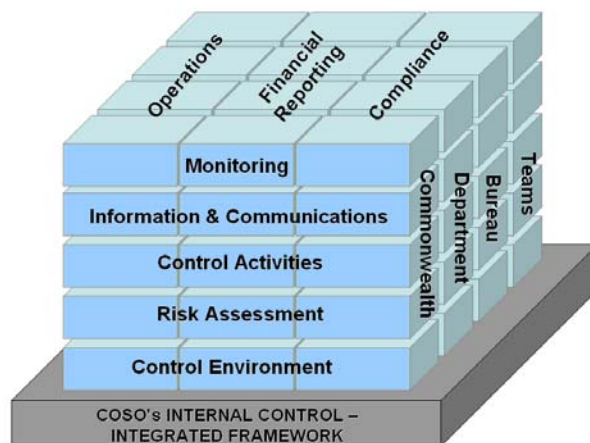 Operations
Financial
Reporting
Compliance
Monitoring
Information & Communications
Control Activities
Risk Assessment
Control Environment
Commonwealth
Department
Bureau
Teams
COSO's INTERNAL CONTROL –
INTEGRATED FRAMEWORK